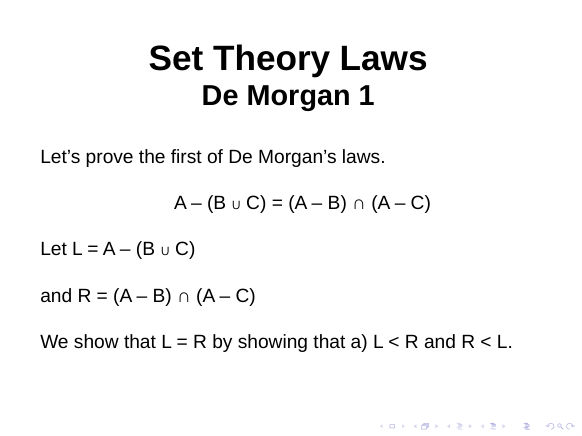 Set Theory Laws
De Morgan 1
Let’s prove the first of De Morgan’s laws.
A – (B ∪ C) = (A – B) ∩ (A – C)
Let L = A – (B ∪ C)
and R = (A – B) ∩ (A – C)
We show that L = R by showing that a) L < R and R < L.